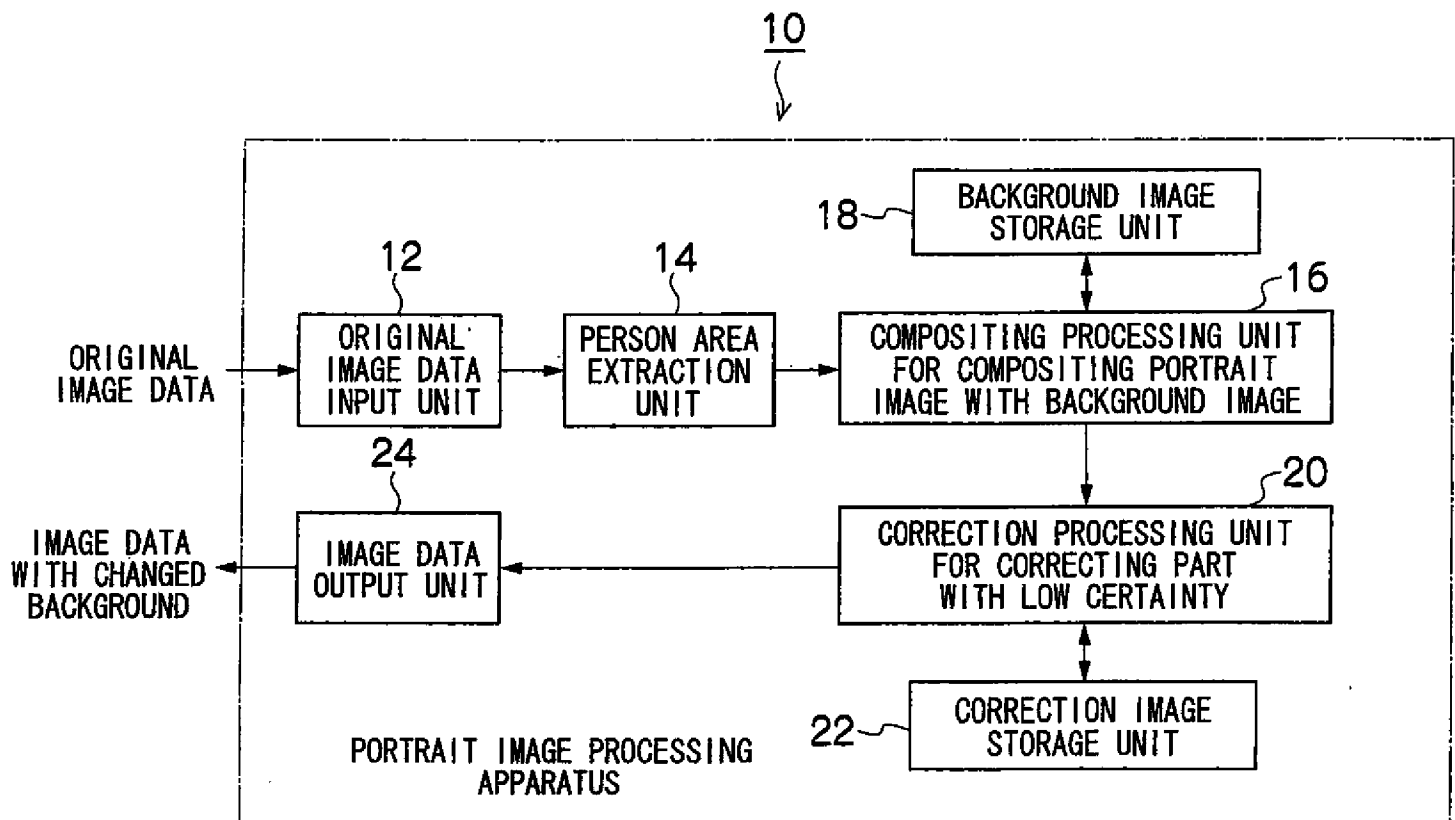 10
18
BACKGROUND IMAGE
STORAGE UNIT
12
14
16
ORIGINAL
IMAGE DATA
ORIGINAL
IMAGE DATA
INPUT UNIT
PERSON AREA
EXTRACTION
UNIT
COMPOSITING PROCESSING UNIT
FOR COMPOSITING PORTRAIT
IMAGE WITH BACKGROUND IMAGE
24
20
IMAGE DATA
WITH CHANGED
BACKGROUND
IMAGE DATA
OUTPUT UNIT
CORRECTION PROCESSING UNIT
FOR CORRECTING PART
WITH LOW CERTAINTY
22
CORRECTION IMAGE
STORAGE UNIT
PORTRAIT IMAGE PROCESSING
APPARATUS